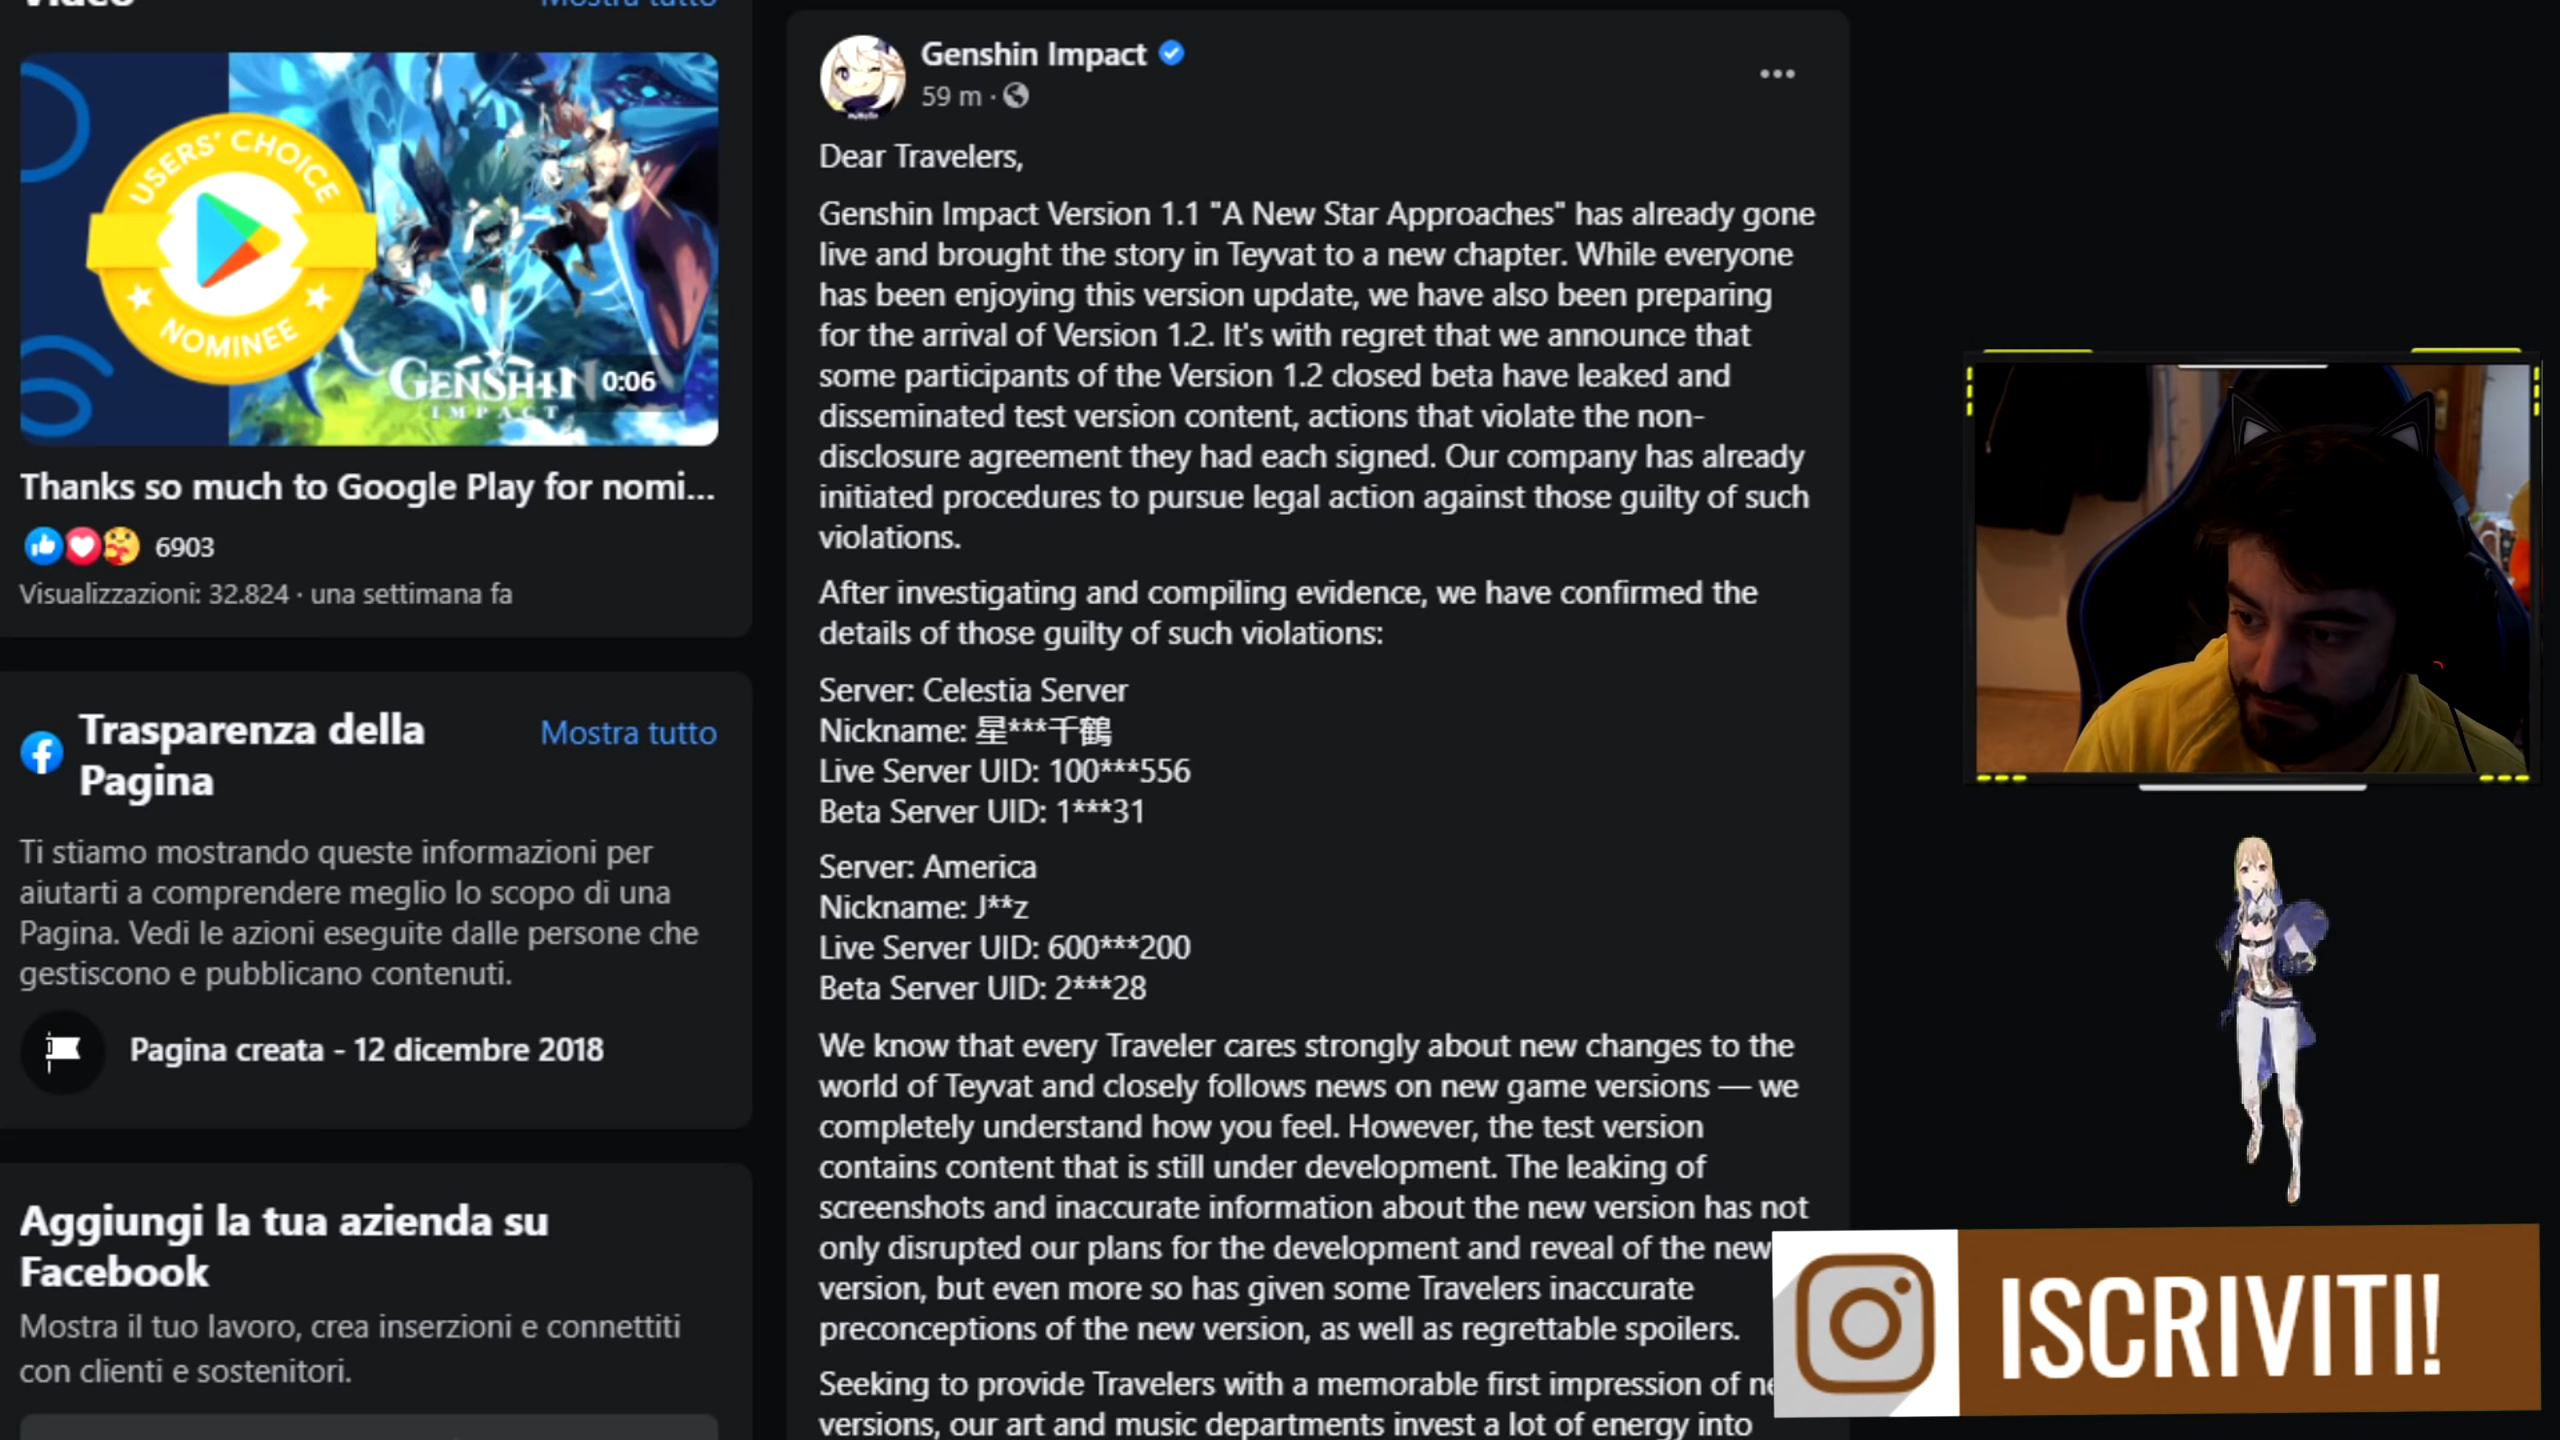 Video
Mostra tutto
USERS' CHOICE
NOMINEE
GENSHIN
IMPACT
0:06
Thanks so much to Google Play for nomi...
6903
Visualizzazioni: 32.824 · una settimana fa
Trasparenza della
Pagina
Mostra tutto
Ti stiamo mostrando queste informazioni per
aiutarti a comprendere meglio lo scopo di una
Pagina. Vedi le azioni eseguite dalle persone che
gestiscono e pubblicano contenuti.
Pagina creata - 12 dicembre 2018
Aggiungi la tua azienda su
Facebook
Mostra il tuo lavoro, crea inserzioni e connettiti
con clienti e sostenitori.
Genshin Impact
59 m ·
Dear Travelers,
Genshin Impact Version 1.1 "A New Star Approaches" has already gone
live and brought the story in Teyvat to a new chapter. While everyone
has been enjoying this version update, we have also been preparing
for the arrival of Version 1.2. It's with regret that we announce that
some participants of the Version 1.2 closed beta have leaked and
disseminated test version content, actions that violate the non-
disclosure agreement they had each signed. Our company has already
initiated procedures to pursue legal action against those guilty of such
violations.
After investigating and compiling evidence, we have confirmed the
details of those guilty of such violations:
Server: Celestia Server
Nickname: 星***千鶴
Live Server UID: 100***556
Beta Server UID: 1***31
Server: America
Nickname: J**z
Live Server UID: 600***200
Beta Server UID: 2***28
We know that every Traveler cares strongly about new changes to the
world of Teyvat and closely follows news on new game versions — we
completely understand how you feel. However, the test version
contains content that is still under development. The leaking of
screenshots and inaccurate information about the new version has not
only disrupted our plans for the development and reveal of the new
version, but even more so has given some Travelers inaccurate
preconceptions of the new version, as well as regrettable spoilers.
Seeking to provide Travelers with a memorable first impression of ne
versions, our art and music departments invest a lot of energy into
ISCRIVITI!